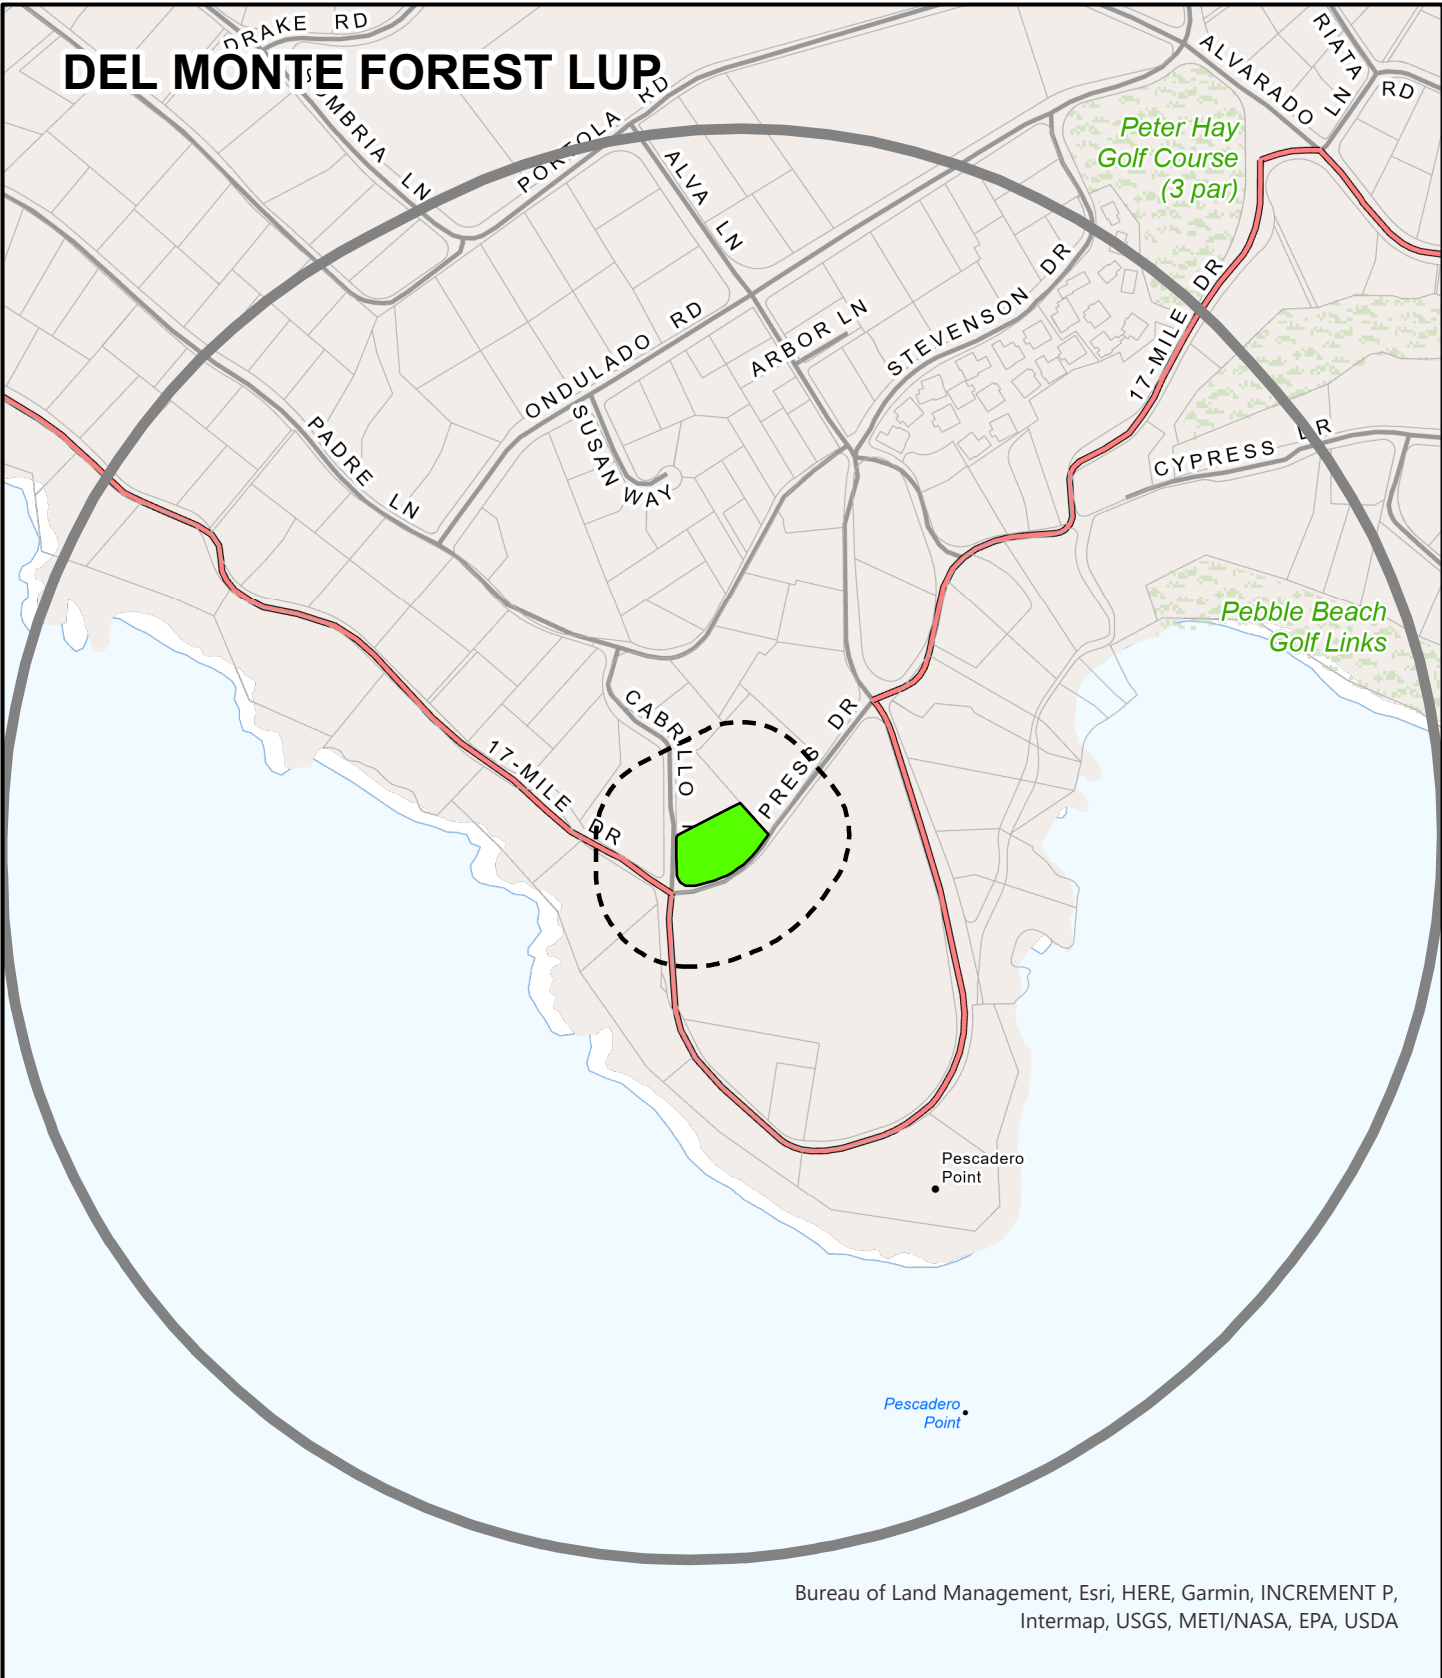 DRAKE RD
DEL MONTE FOREST LUP
RIATA LN
ALVARADO
RD
PORTOLA RD
LN
Peter Hay
Golf Course
(3 par)
ALVA LN
STEVENSON DR
17-MILE DR
ARBOR LN
ONDULADO RD
SUSAN WAY
PADRE LN
CYPRESS DR
Pebble Beach
Golf Links
CABRILLO
17-MILE DR
PRESS DR
Pescadero
Point
Pescadero
Point
Bureau of Land Management, Esri, HERE, Garmin, INCREMENT P,
Intermap, USGS, METI/NASA, EPA, USDA